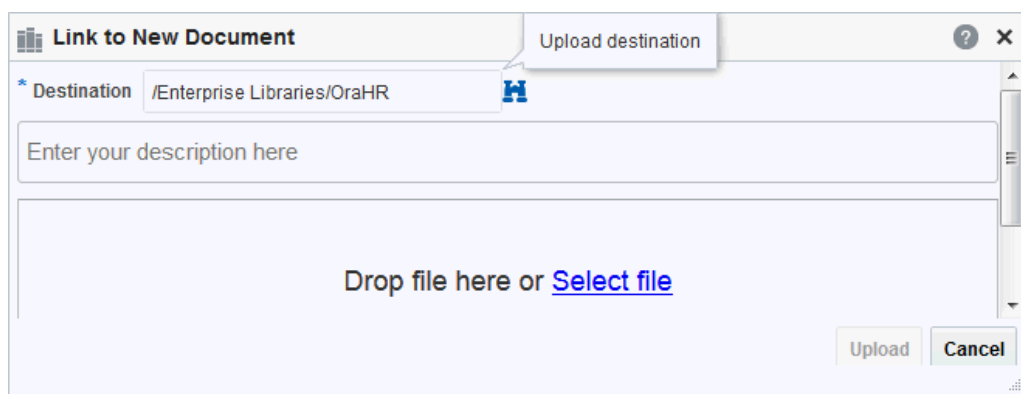 Link to New Document
Upload destination
* Destination /Enterprise Libraries/OraHR
Enter your description here
Drop file here or Select file
Upload Cancel